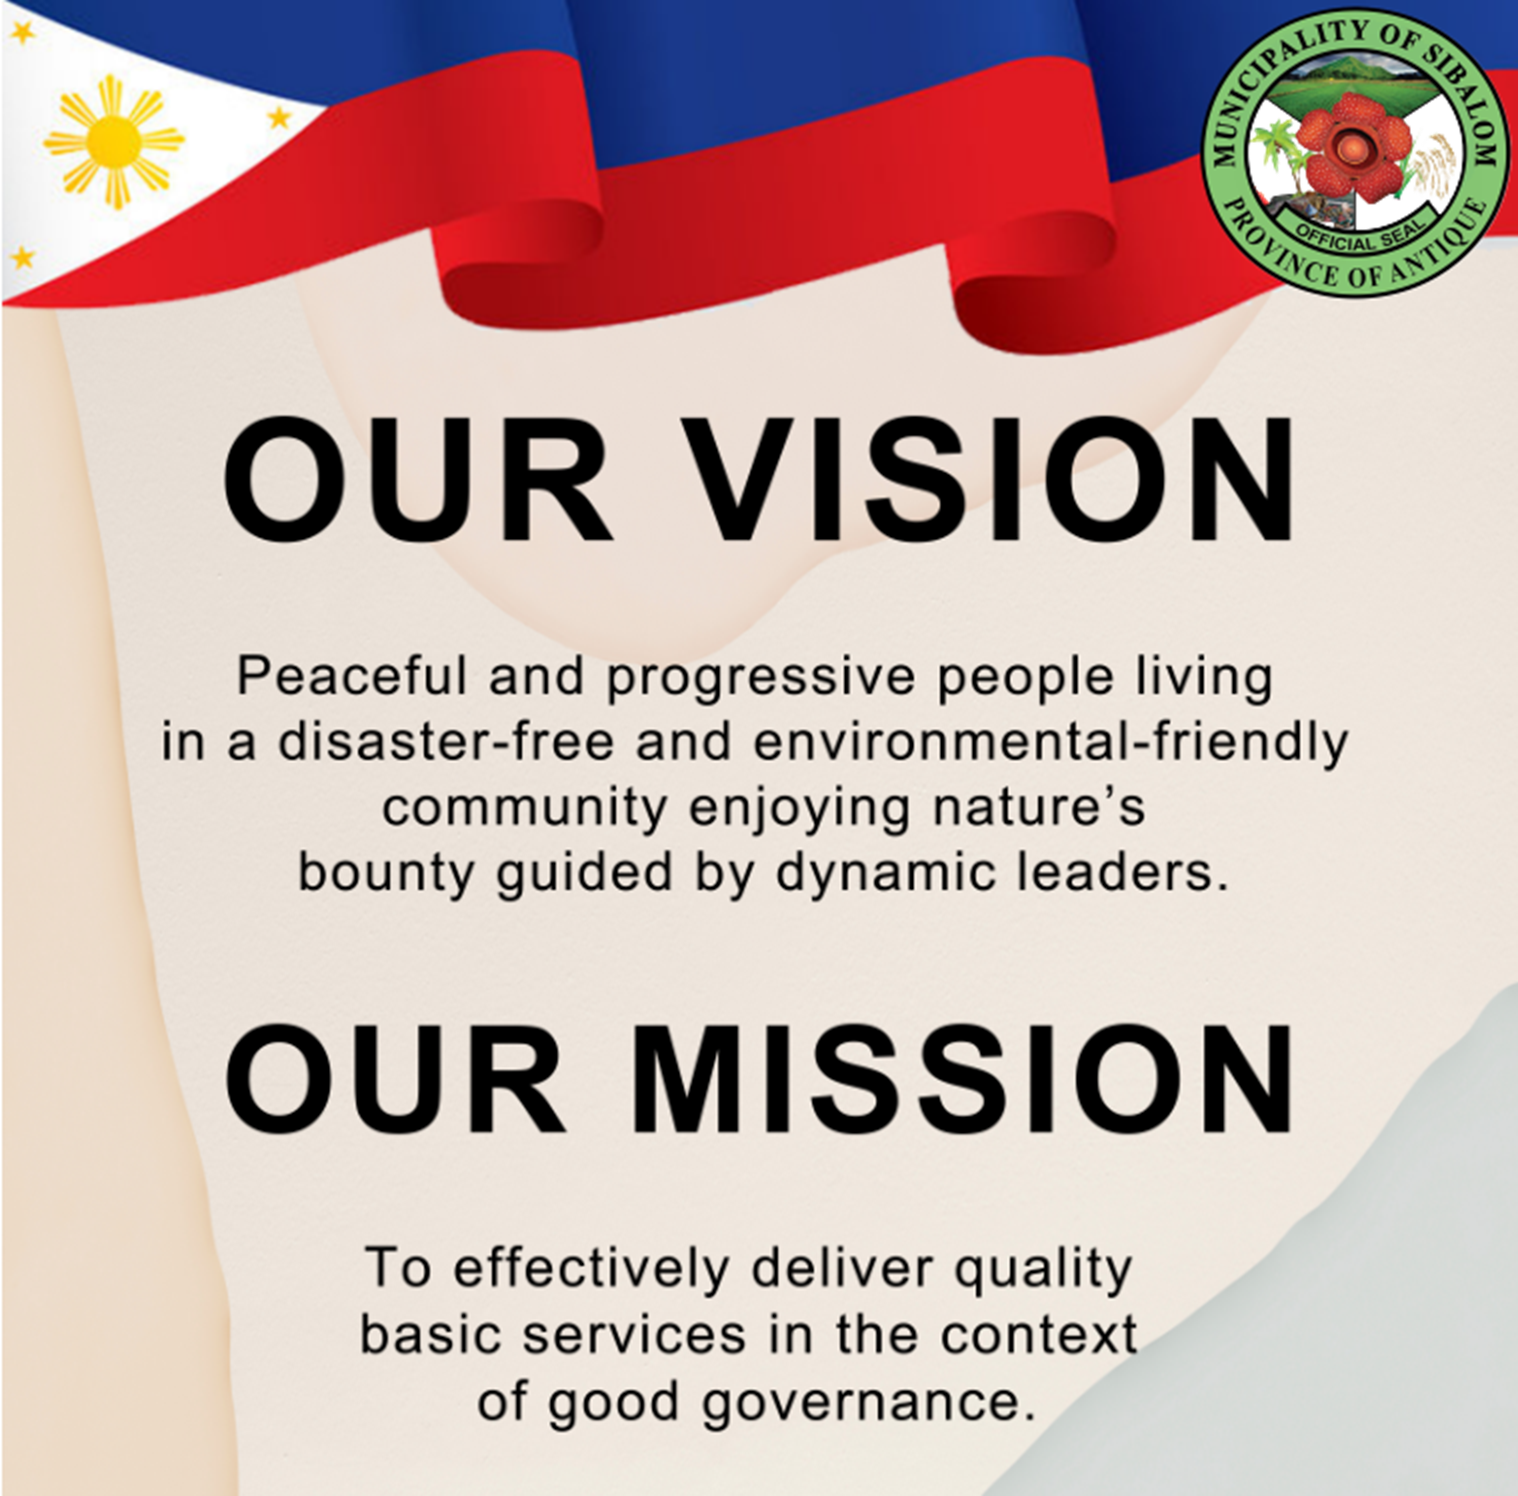 MUNICIPALITY OF SIBALOM
OFFICIAL SEAL
PROVINCE OF ANTIQUE
OUR VISION
Peaceful and progressive people living
in a disaster-free and environmental-friendly
community enjoying nature’s
bounty guided by dynamic leaders.
OUR MISSION
To effectively deliver quality
basic services in the context
of good governance.